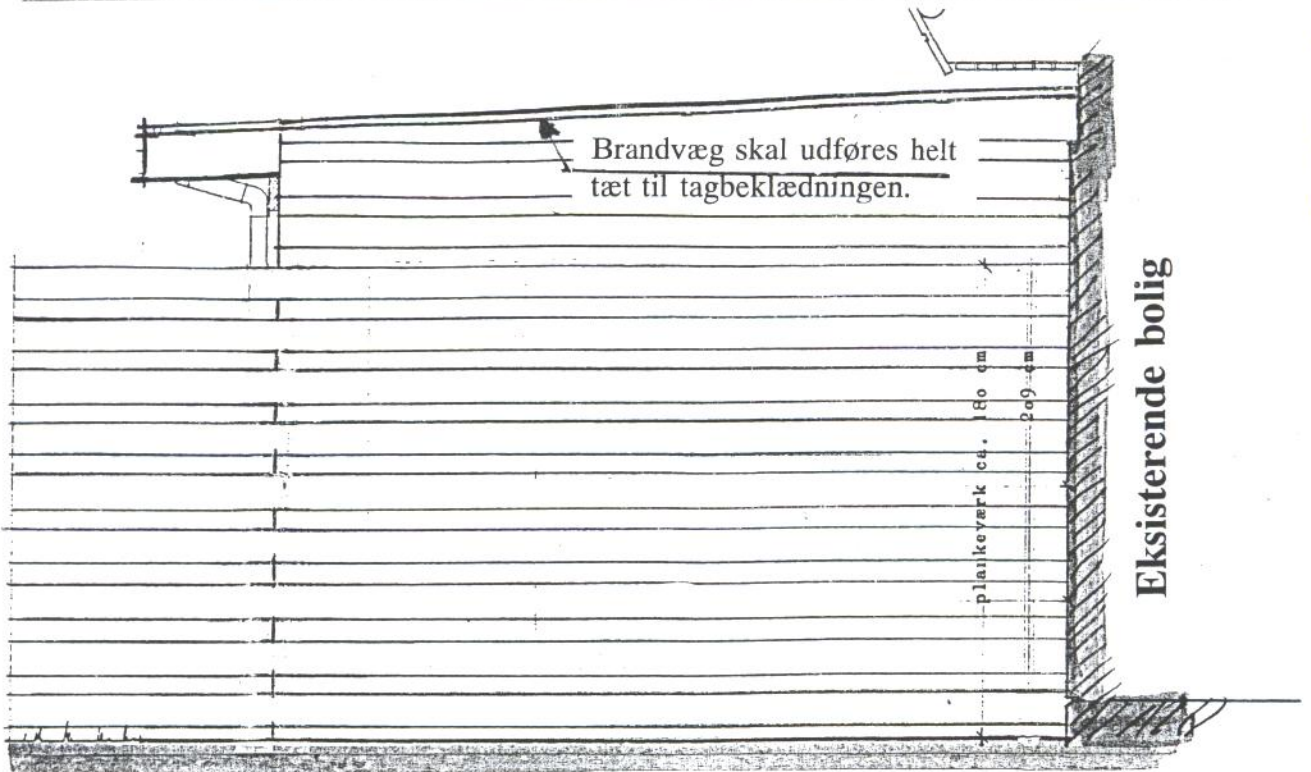 Brandvæg skal udføres helt
tæt til tagbeklædningen.
plankeværk ca. 180 cm
209 cm
Eksisterende bolig